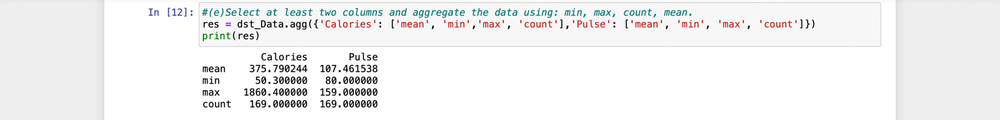 In [12]: #(e)Select at least two columns and aggregate the data using: min, max, count, mean.
res = dst_Data.agg({'Calories': ['mean', 'min','max', 'count'],'Pulse': ['mean', 'min', 'max', 'count']})
print(res)
Calories Pulse
mean 375.790244 107.461538
min 50.300000 80.000000
max 1860.400000 159.000000
count 169.000000 169.000000